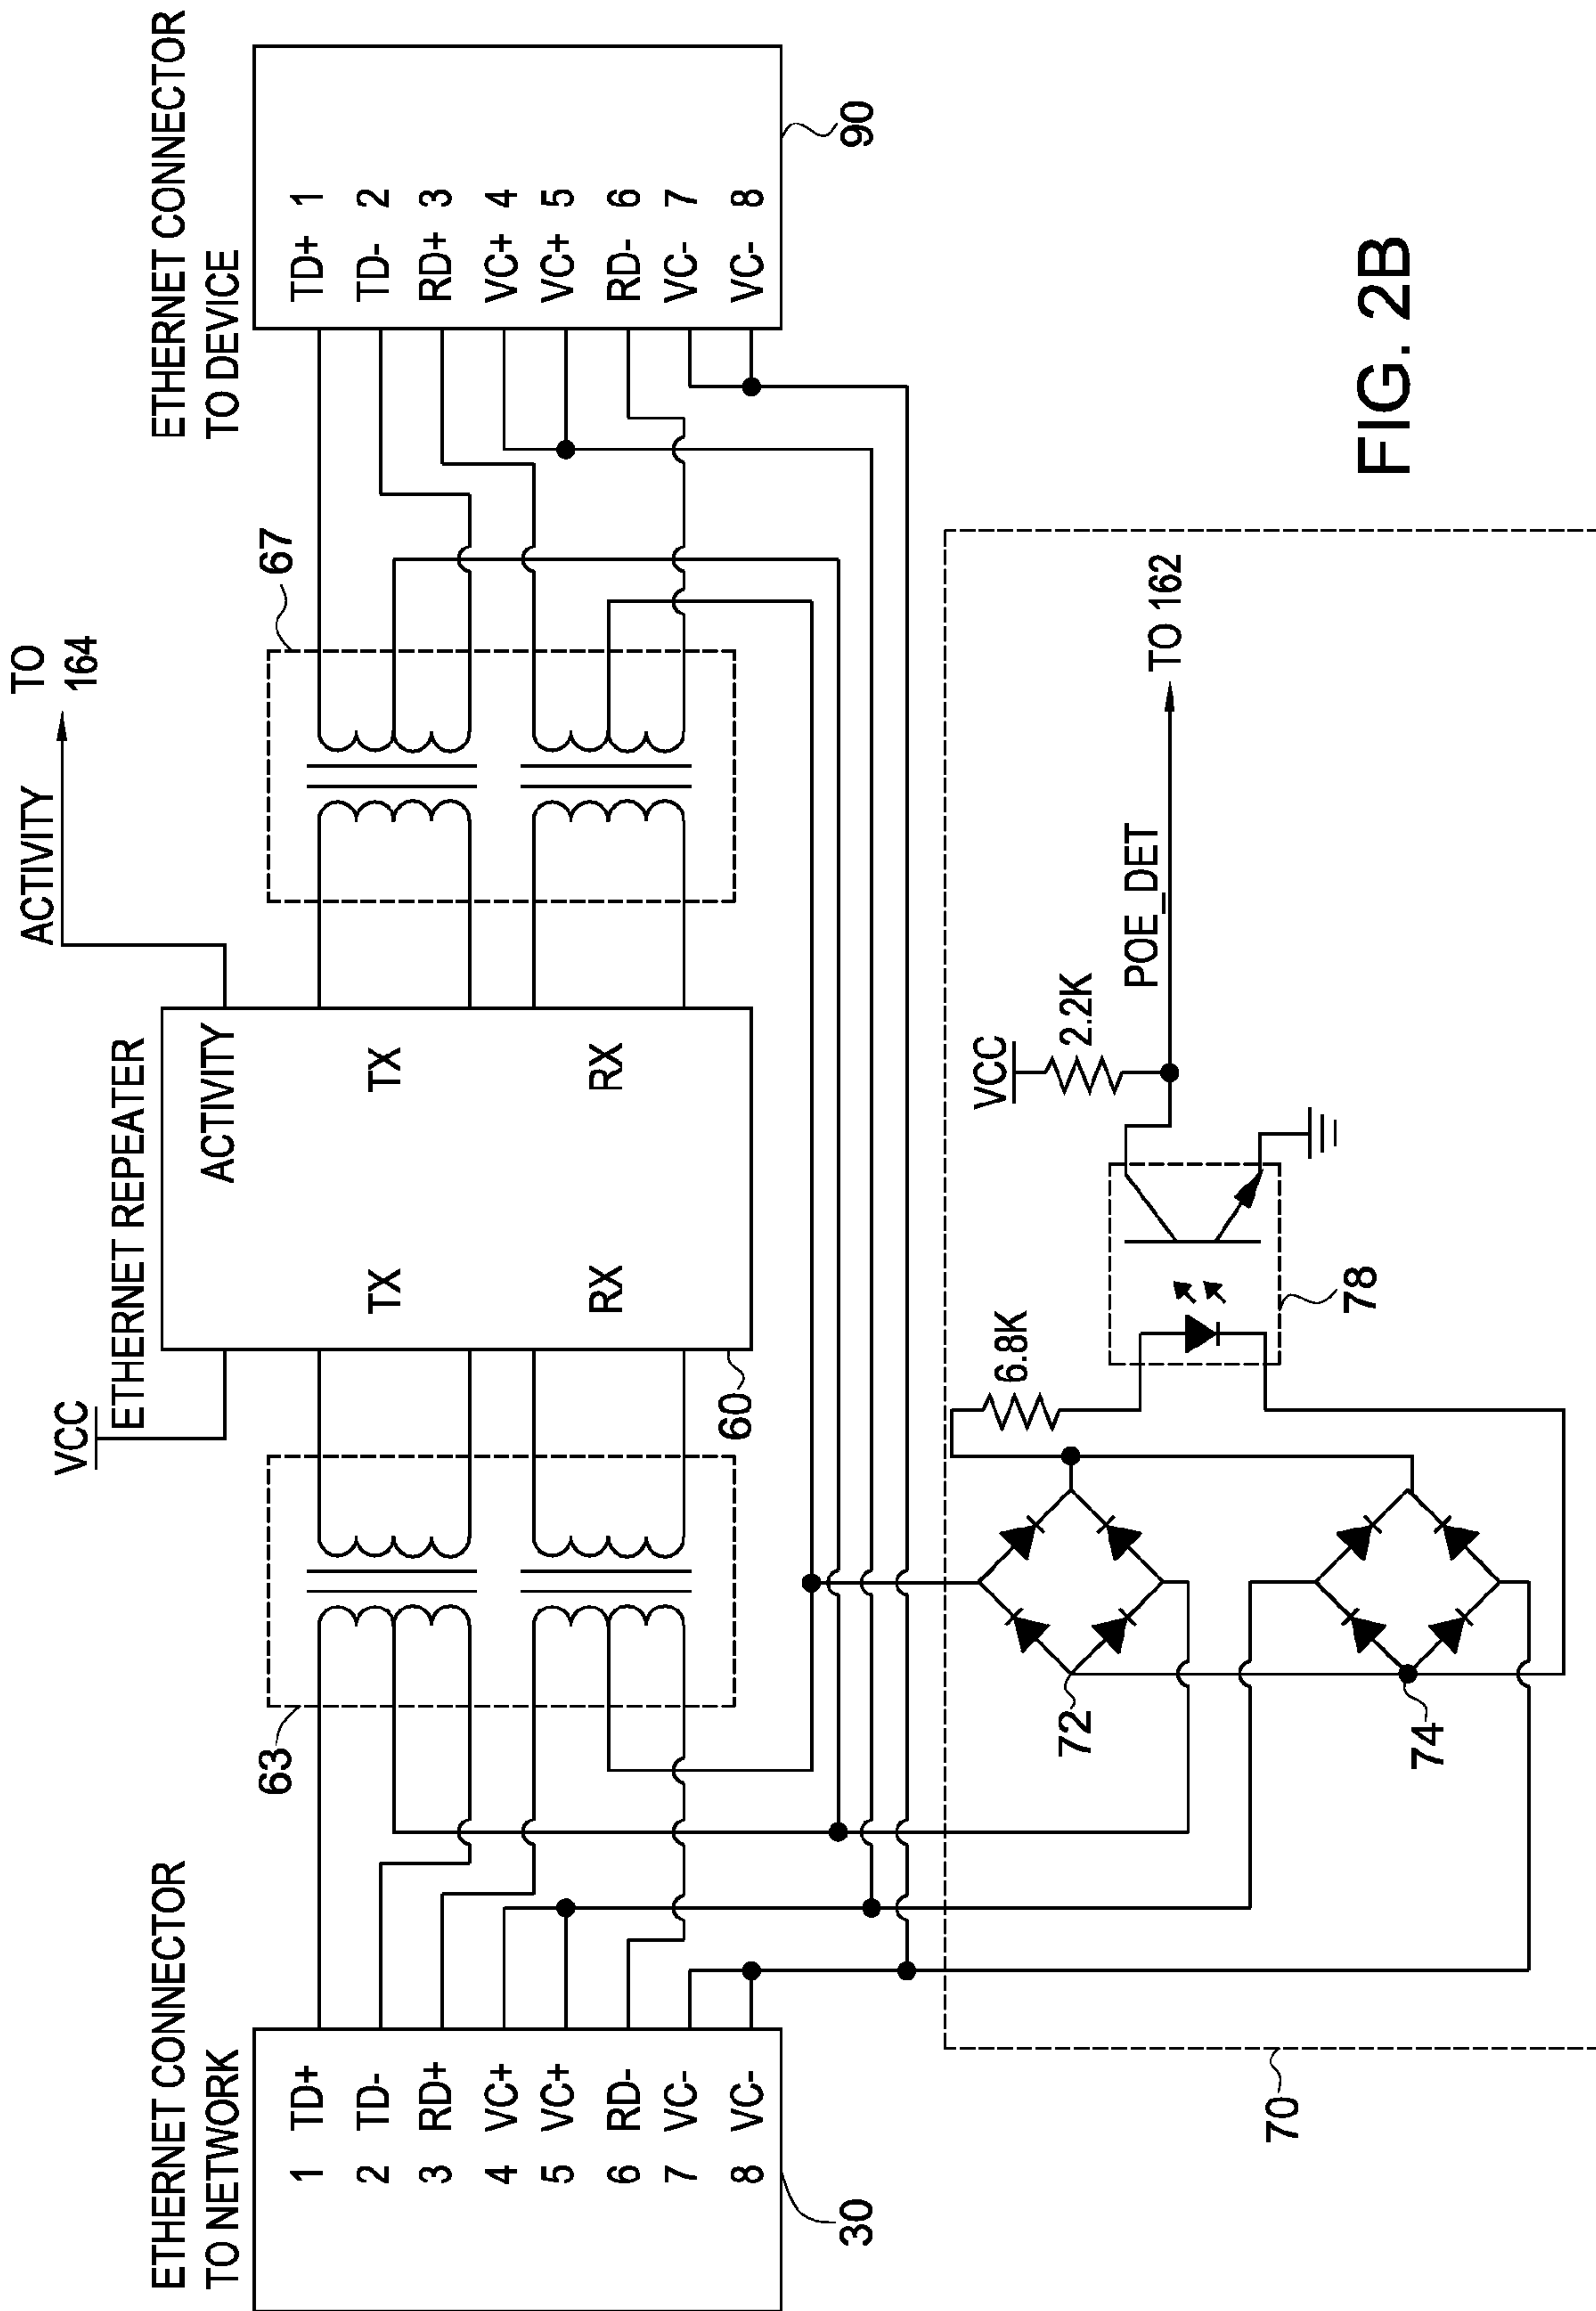 ETHERNET CONNECTOR
TO NETWORK
1 TD+
2 TD-
3 RD+
4 VC+
5 VC+
6 RD-
7 VC-
8 VC-
30
63
VCC
ETHERNET REPEATER
ACTIVITY
TX TX
RX RX
60
ACTIVITY
TO
164
67
ETHERNET CONNECTOR
TO DEVICE
TD+ 1
TD- 2
RD+ 3
VC+ 4
VC+ 5
RD- 6
VC- 7
VC- 8
90
70
72
74
6.8K
78
VCC
2.2K
POE_DET
TO 162
FIG. 2B